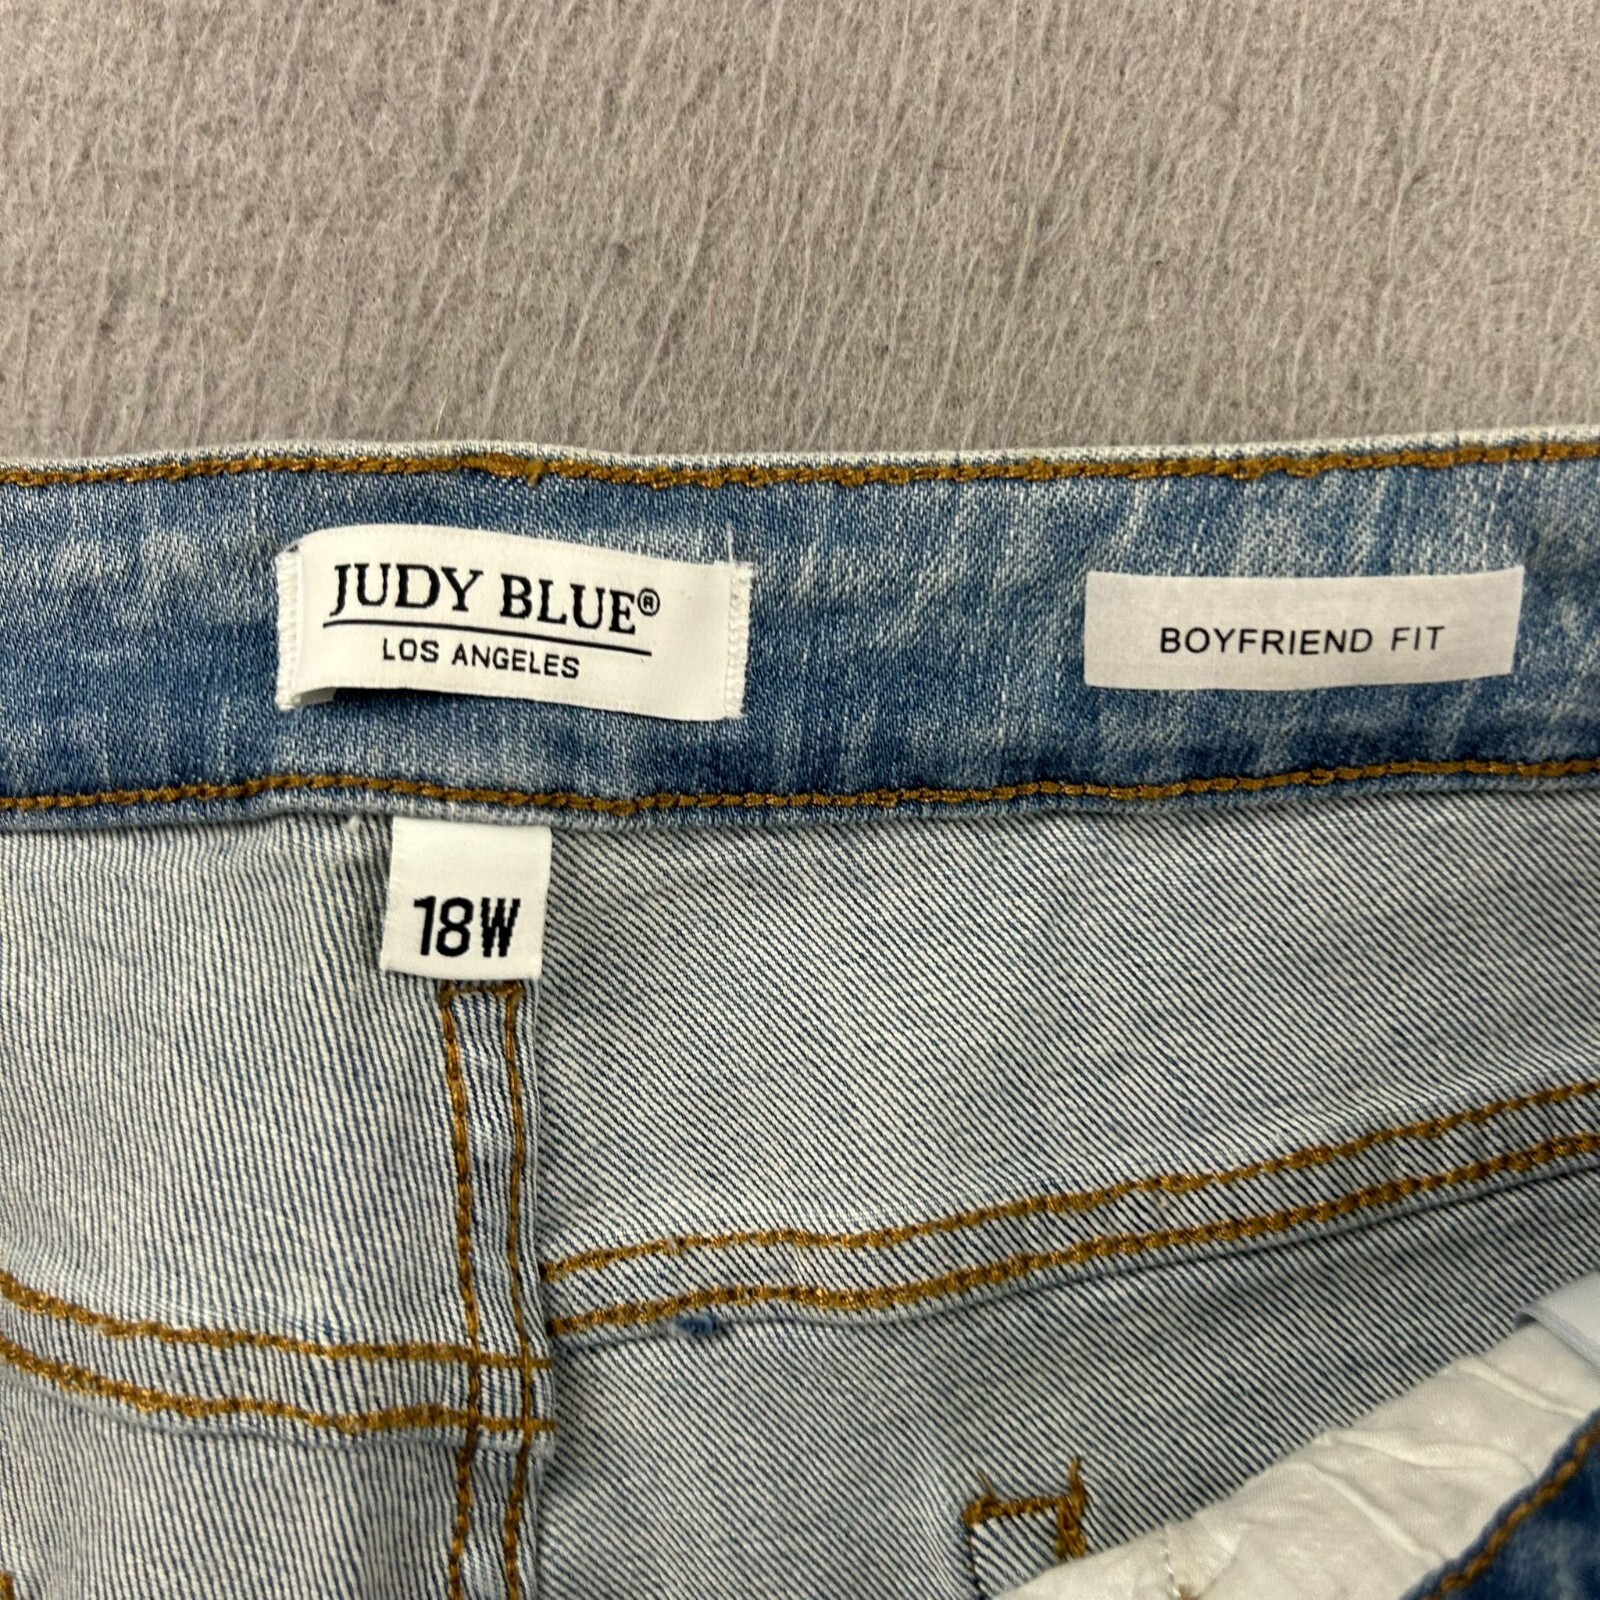 JUDY BLUE®
LOS ANGELES
BOYFRIEND FIT
18W